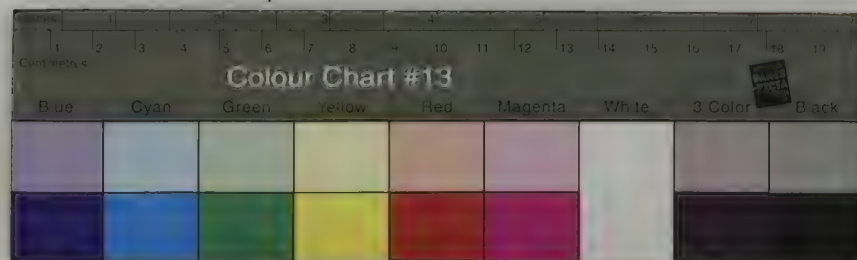 Inches 1 2 3 4 5 6 7 8
1 2 3 4 5 6 7 8 9 10 11 12 13 14 15 16 17 18 19
Centimetres
Colour Chart #13
Blue Cyan Green Yellow Red Magenta White 3 Color Black